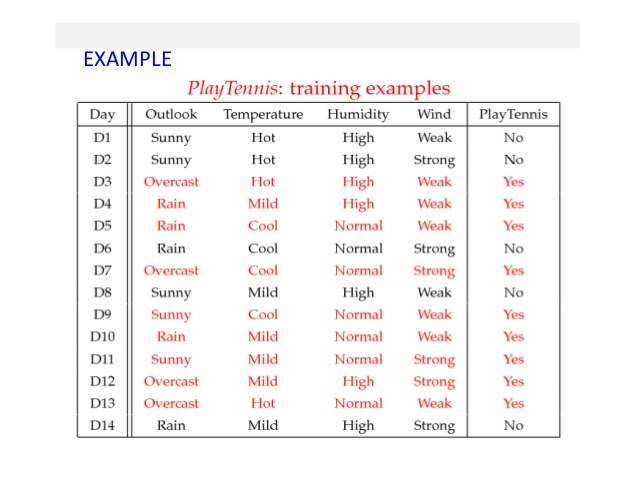 EXAMPLE
PlayTennis: training examples
Day Outlook Temperature Humidity Wind PlayTennis
D1 Sunny Hot High Weak No
D2 Sunny Hot High Strong No
D3 Overcast Hot High Weak Yes
D4 Rain Mild High Weak Yes
D5 Rain Cool Normal Weak Yes
D6 Rain Cool Normal Strong No
D7 Overcast Cool Normal Strong Yes
D8 Sunny Mild High Weak No
D9 Sunny Cool Normal Weak Yes
D10 Rain Mild Normal Weak Yes
D11 Sunny Mild Normal Strong Yes
D12 Overcast Mild High Strong Yes
D13 Overcast Hot Normal Weak Yes
D14 Rain Mild High Strong No